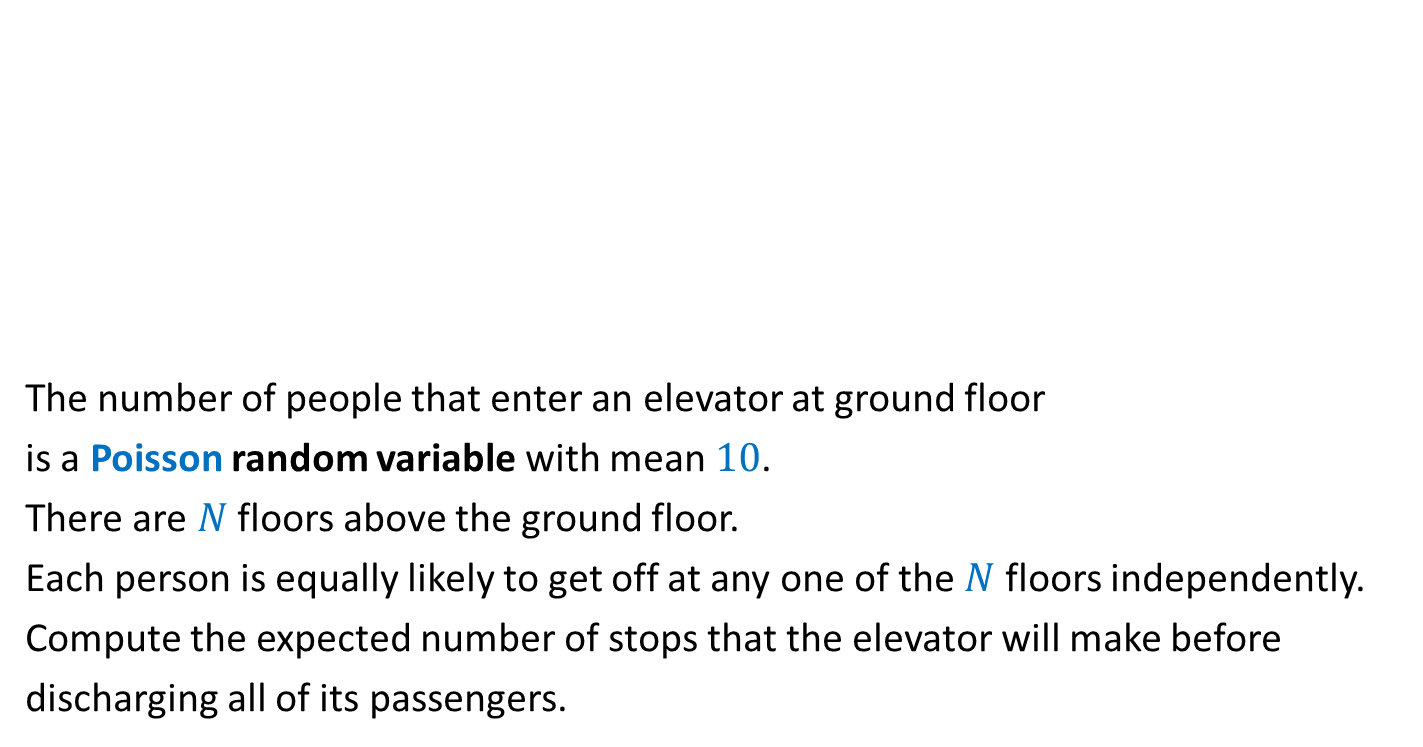 The number of people that enter an elevator at ground floor
is a Poisson random variable with mean 10.
There are N floors above the ground floor.
Each person is equally likely to get off at any one of the N floors independently.
Compute the expected number of stops that the elevator will make before
discharging all of its passengers.